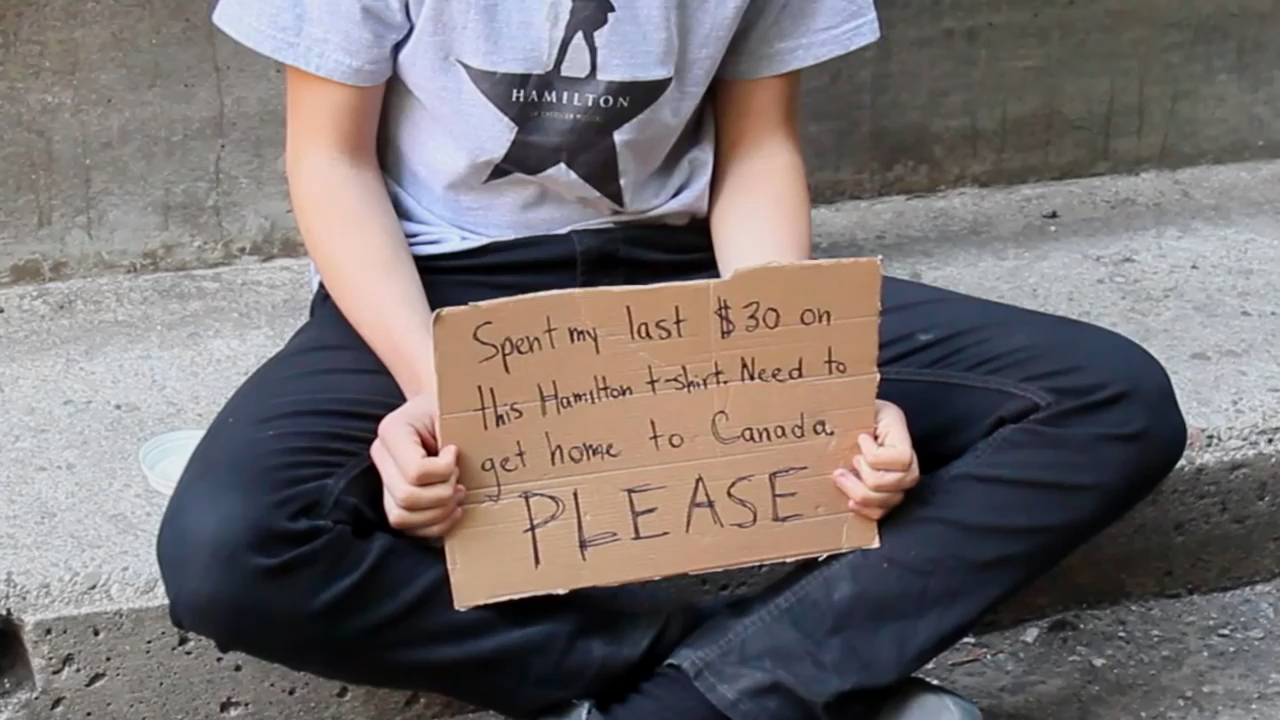 HAMILTON
Spent my last $30 on
this Hamilton t-shirt. Need to
get home to Canada
PLEASE